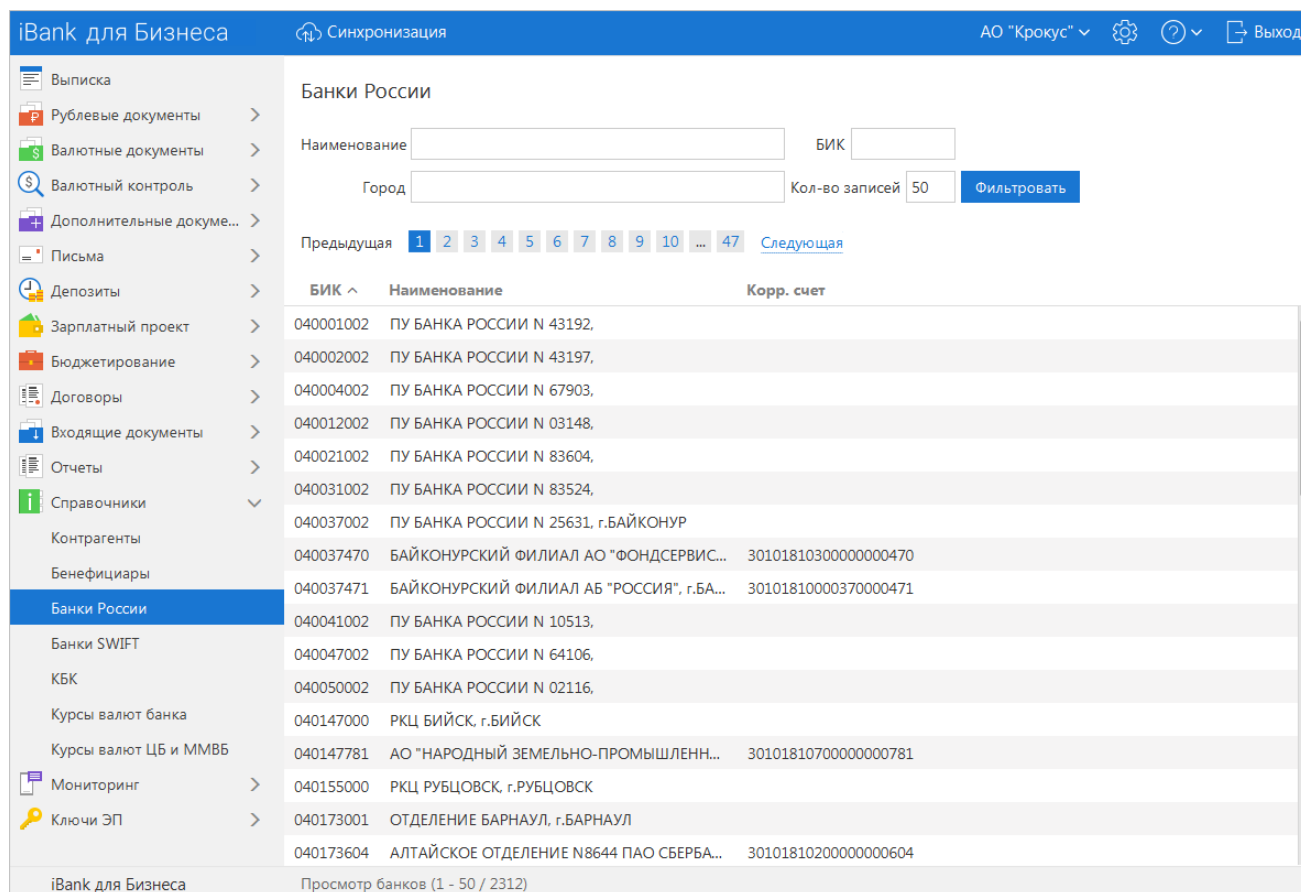 iBank для Бизнеса
Синхронизация
АО "Крокус"
Выход
Выписка
Рублевые документы
Валютные документы
Валютный контроль
Дополнительные докуме...
Письма
Депозиты
Зарплатный проект
Бюджетирование
Договоры
Входящие документы
Отчеты
Справочники
Контрагенты
Бенефициары
Банки России
Банки SWIFT
КБК
Курсы валют банка
Курсы валют ЦБ и ММВБ
Мониторинг
Ключи ЭП
Банки России
Наименование БИК
Город Кол-во записей 50 Фильтровать
Предыдущая 1 2 3 4 5 6 7 8 9 10 ... 47 Следующая
БИК Наименование Корр. счет
040001002 ПУ БАНКА РОССИИ N 43192,
040002002 ПУ БАНКА РОССИИ N 43197,
040004002 ПУ БАНКА РОССИИ N 67903,
040012002 ПУ БАНКА РОССИИ N 03148,
040021002 ПУ БАНКА РОССИИ N 83604,
040031002 ПУ БАНКА РОССИИ N 83524,
040037002 ПУ БАНКА РОССИИ N 25631, г.БАЙКОНУР
040037470 БАЙКОНУРСКИЙ ФИЛИАЛ АО "ФОНДСЕРВИС... 30101810300000000470
040037471 БАЙКОНУРСКИЙ ФИЛИАЛ АБ "РОССИЯ", г.БА... 30101810000370000471
040041002 ПУ БАНКА РОССИИ N 10513,
040047002 ПУ БАНКА РОССИИ N 64106,
040050002 ПУ БАНКА РОССИИ N 02116,
040147000 РКЦ БИЙСК, г.БИЙСК
040147781 АО "НАРОДНЫЙ ЗЕМЕЛЬНО-ПРОМЫШЛЕНН... 30101810700000000781
040155000 РКЦ РУБЦОВСК, г.РУБЦОВСК
040173001 ОТДЕЛЕНИЕ БАРНАУЛ, г.БАРНАУЛ
040173604 АЛТАЙСКОЕ ОТДЕЛЕНИЕ N8644 ПАО СБЕРБА... 30101810200000000604
iBank для Бизнеса
Просмотр банков (1 - 50 / 2312)